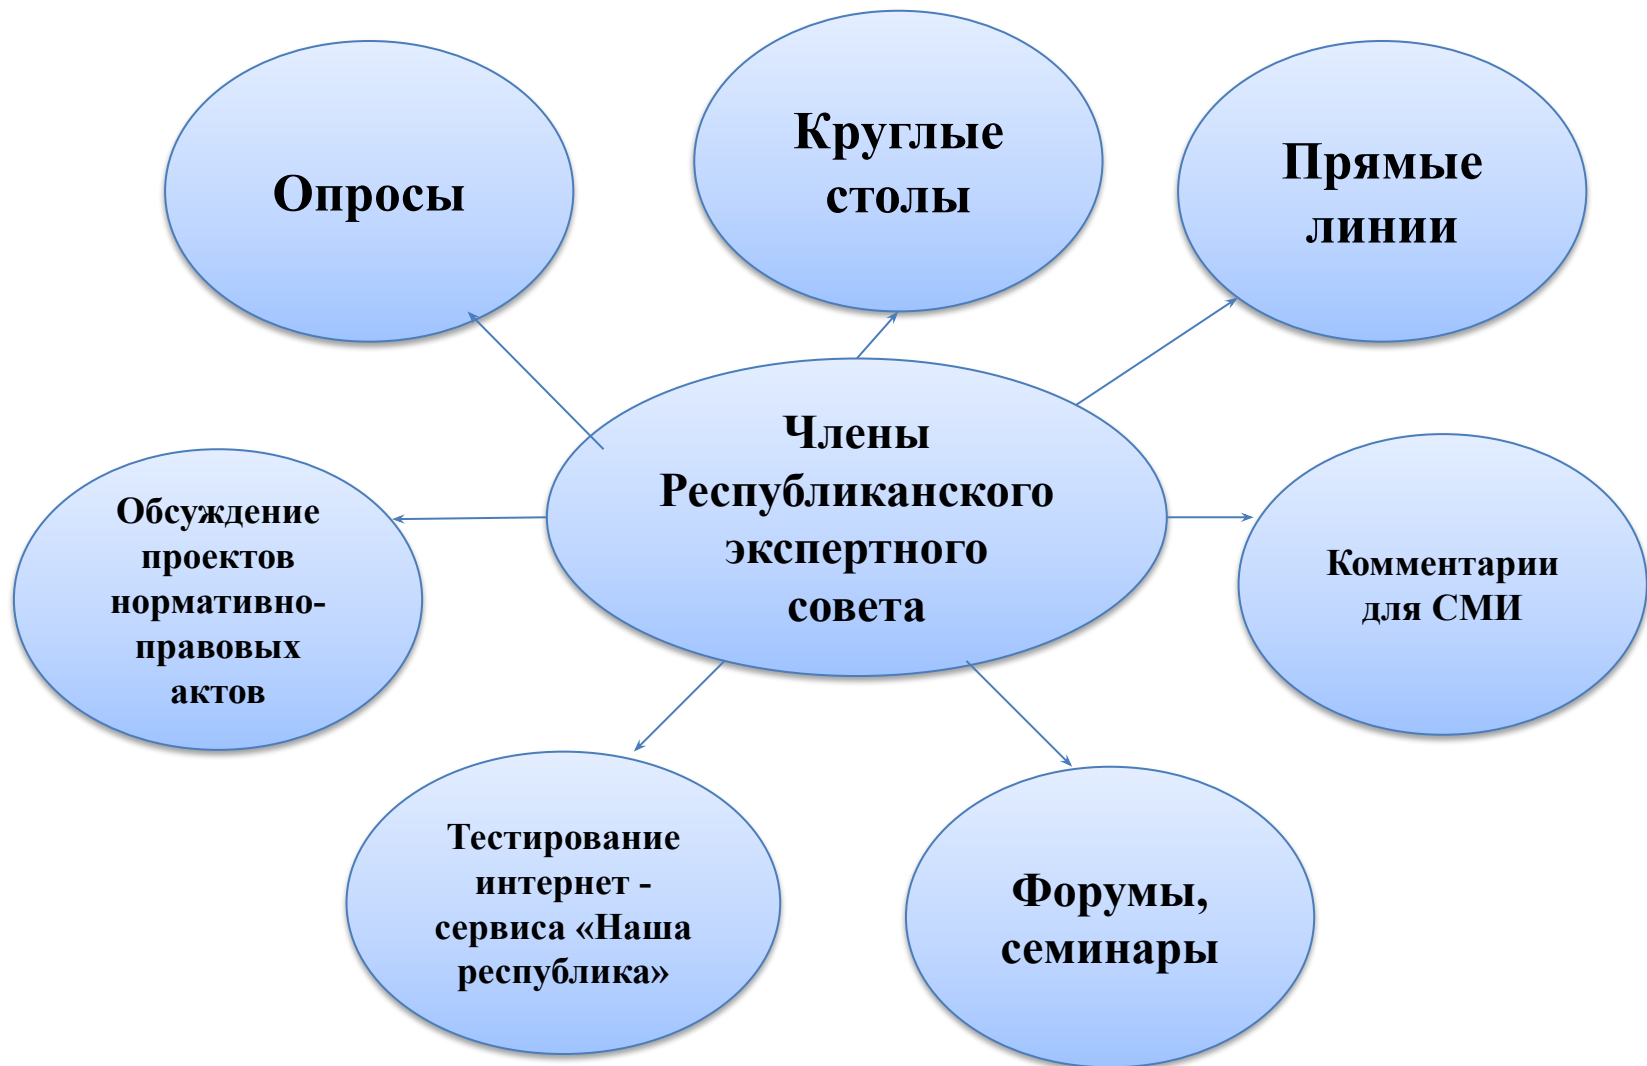 Опросы
Круглые
столы
Прямые
линии
Члены
Республиканского
экспертного
совета
Обсуждение
проектов
нормативно-
правовых
актов
Комментарии
для СМИ
Тестирование
интернет -
сервиса «Наша
республика»
Форумы,
семинары